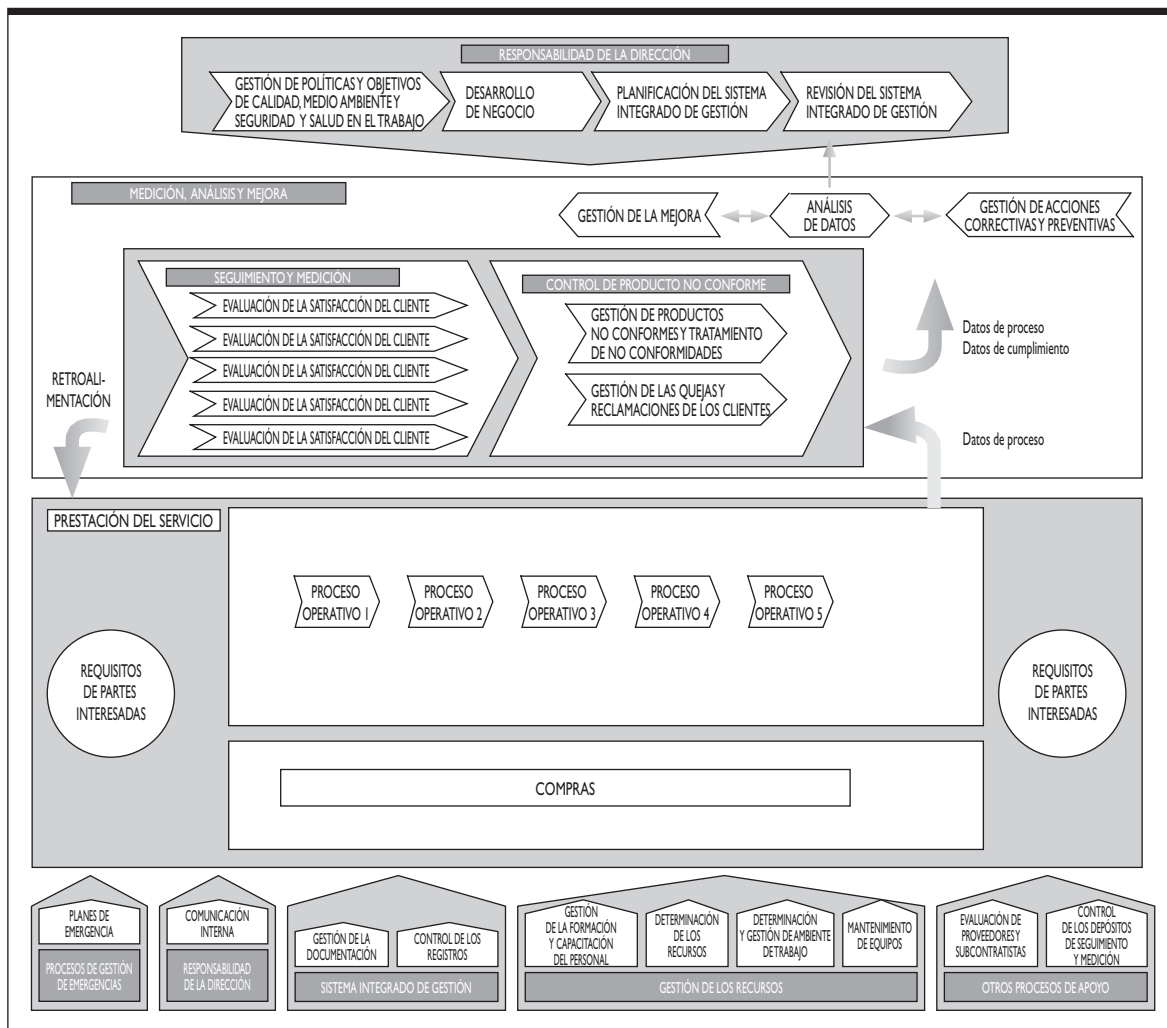 RESPONSABILIDAD DE LA DIRECCIÓN
GESTIÓN DE POLÍTICAS Y OBJETIVOS
DE CALIDAD, MEDIO AMBIENTE Y
SEGURIDAD Y SALUD EN EL TRABAJO
DESARROLLO
DE NEGOCIO
PLANIFICACIÓN DEL SISTEMA
INTEGRADO DE GESTIÓN
REVISIÓN DEL SISTEMA
INTEGRADO DE GESTIÓN
MEDICIÓN, ANÁLISIS Y MEJORA
GESTIÓN DE LA MEJORA
ANÁLISIS
DE DATOS
GESTIÓN DE ACCIONES
CORRECTIVAS Y PREVENTIVAS
SEGUIMIENTO Y MEDICIÓN
EVALUACIÓN DE LA SATISFACCIÓN DEL CLIENTE
EVALUACIÓN DE LA SATISFACCIÓN DEL CLIENTE
EVALUACIÓN DE LA SATISFACCIÓN DEL CLIENTE
EVALUACIÓN DE LA SATISFACCIÓN DEL CLIENTE
EVALUACIÓN DE LA SATISFACCIÓN DEL CLIENTE
CONTROL DE PRODUCTO NO CONFORME
GESTIÓN DE PRODUCTOS
NO CONFORMES Y TRATAMIENTO
DE NO CONFORMIDADES
GESTIÓN DE LAS QUEJAS Y
RECLAMACIONES DE LOS CLIENTES
Datos de proceso
Datos de cumplimiento
RETROALI-
MENTACIÓN
Datos de proceso
PRESTACIÓN DEL SERVICIO
PROCESO
OPERATIVO 1
PROCESO
OPERATIVO 2
PROCESO
OPERATIVO 3
PROCESO
OPERATIVO 4
PROCESO
OPERATIVO 5
REQUISITOS
DE PARTES
INTERESADAS
REQUISITOS
DE PARTES
INTERESADAS
COMPRAS
PLANES DE
EMERGENCIA
PROCESOS DE GESTIÓN
DE EMERGENCIAS
COMUNICACIÓN
INTERNA
RESPONSABILIDAD
DE LA DIRECCIÓN
GESTIÓN DE LA
DOCUMENTACIÓN
CONTROL DE LOS
REGISTROS
SISTEMA INTEGRADO DE GESTIÓN
GESTIÓN
DE LA FORMACIÓN
Y CAPACITACIÓN
DEL PERSONAL
DETERMINACIÓN
DE LOS
RECURSOS
DETERMINACIÓN
Y GESTIÓN DE AMBIENTE
DE TRABAJO
MANTENIMIENTO
DE EQUIPOS
GESTIÓN DE LOS RECURSOS
EVALUACIÓN DE
PROVEEDORES Y
SUBCONTRATISTAS
CONTROL
DE LOS DEPÓSITOS
DE SEGUIMIENTO
Y MEDICIÓN
OTROS PROCESOS DE APOYO